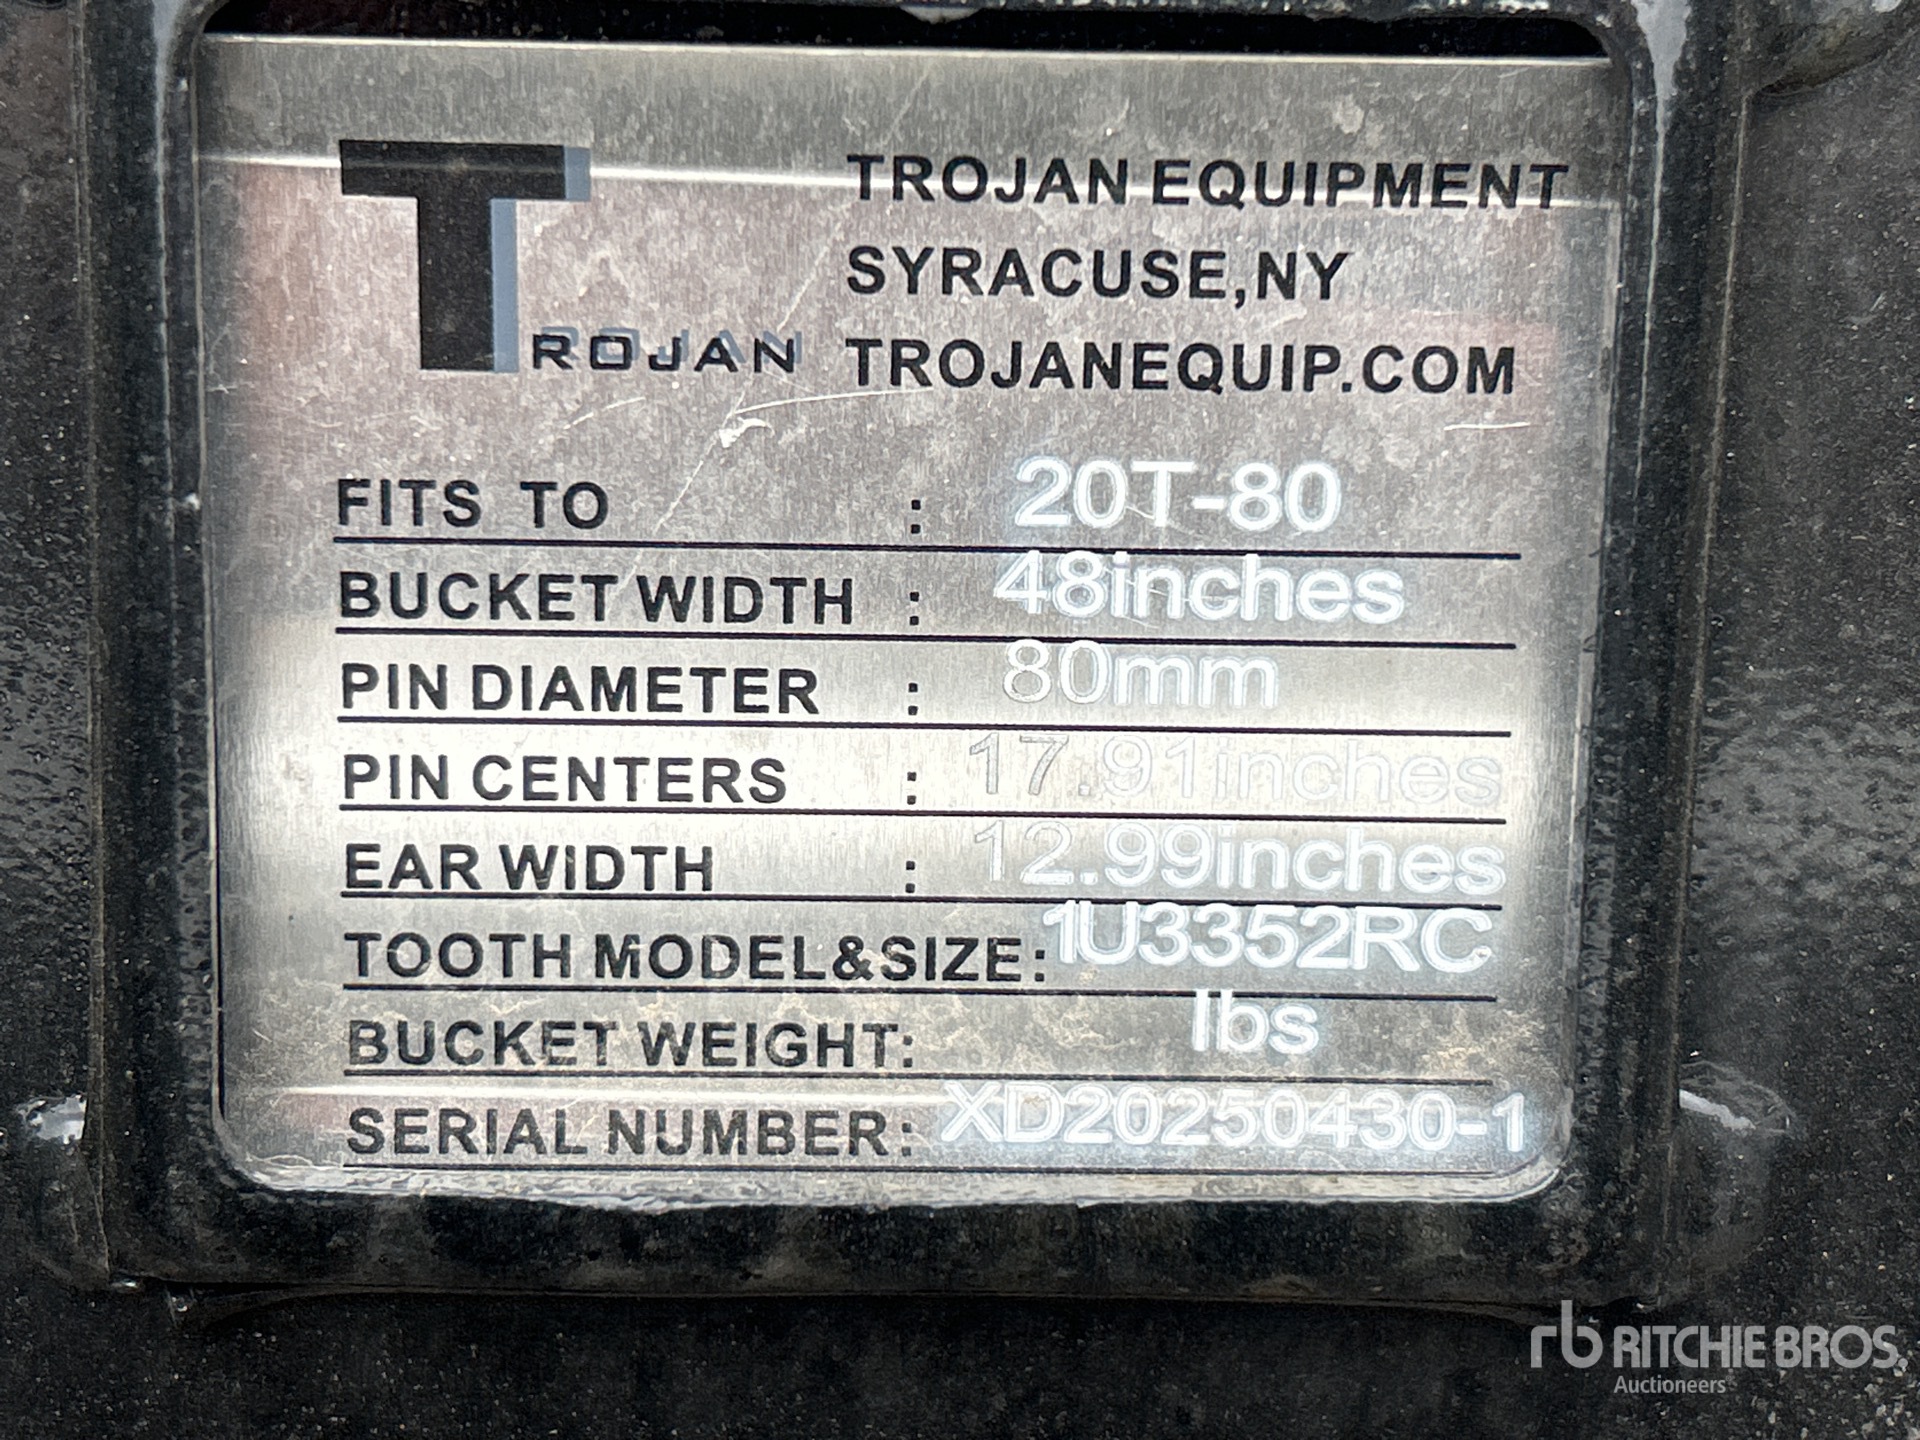 TROJAN
TROJAN EQUIPMENT
SYRACUSE,NY
TROJANEQUIP.COM
FITS TO : 20T-80
BUCKET WIDTH : 48inches
PIN DIAMETER : 80mm
PIN CENTERS : 17.91inches
EAR WIDTH : 12.99inches
TOOTH MODEL&SIZE: 1U3352RC
BUCKET WEIGHT: lbs
SERIAL NUMBER: XD20250430-1
rb RITCHIE BROS.
Auctioneers